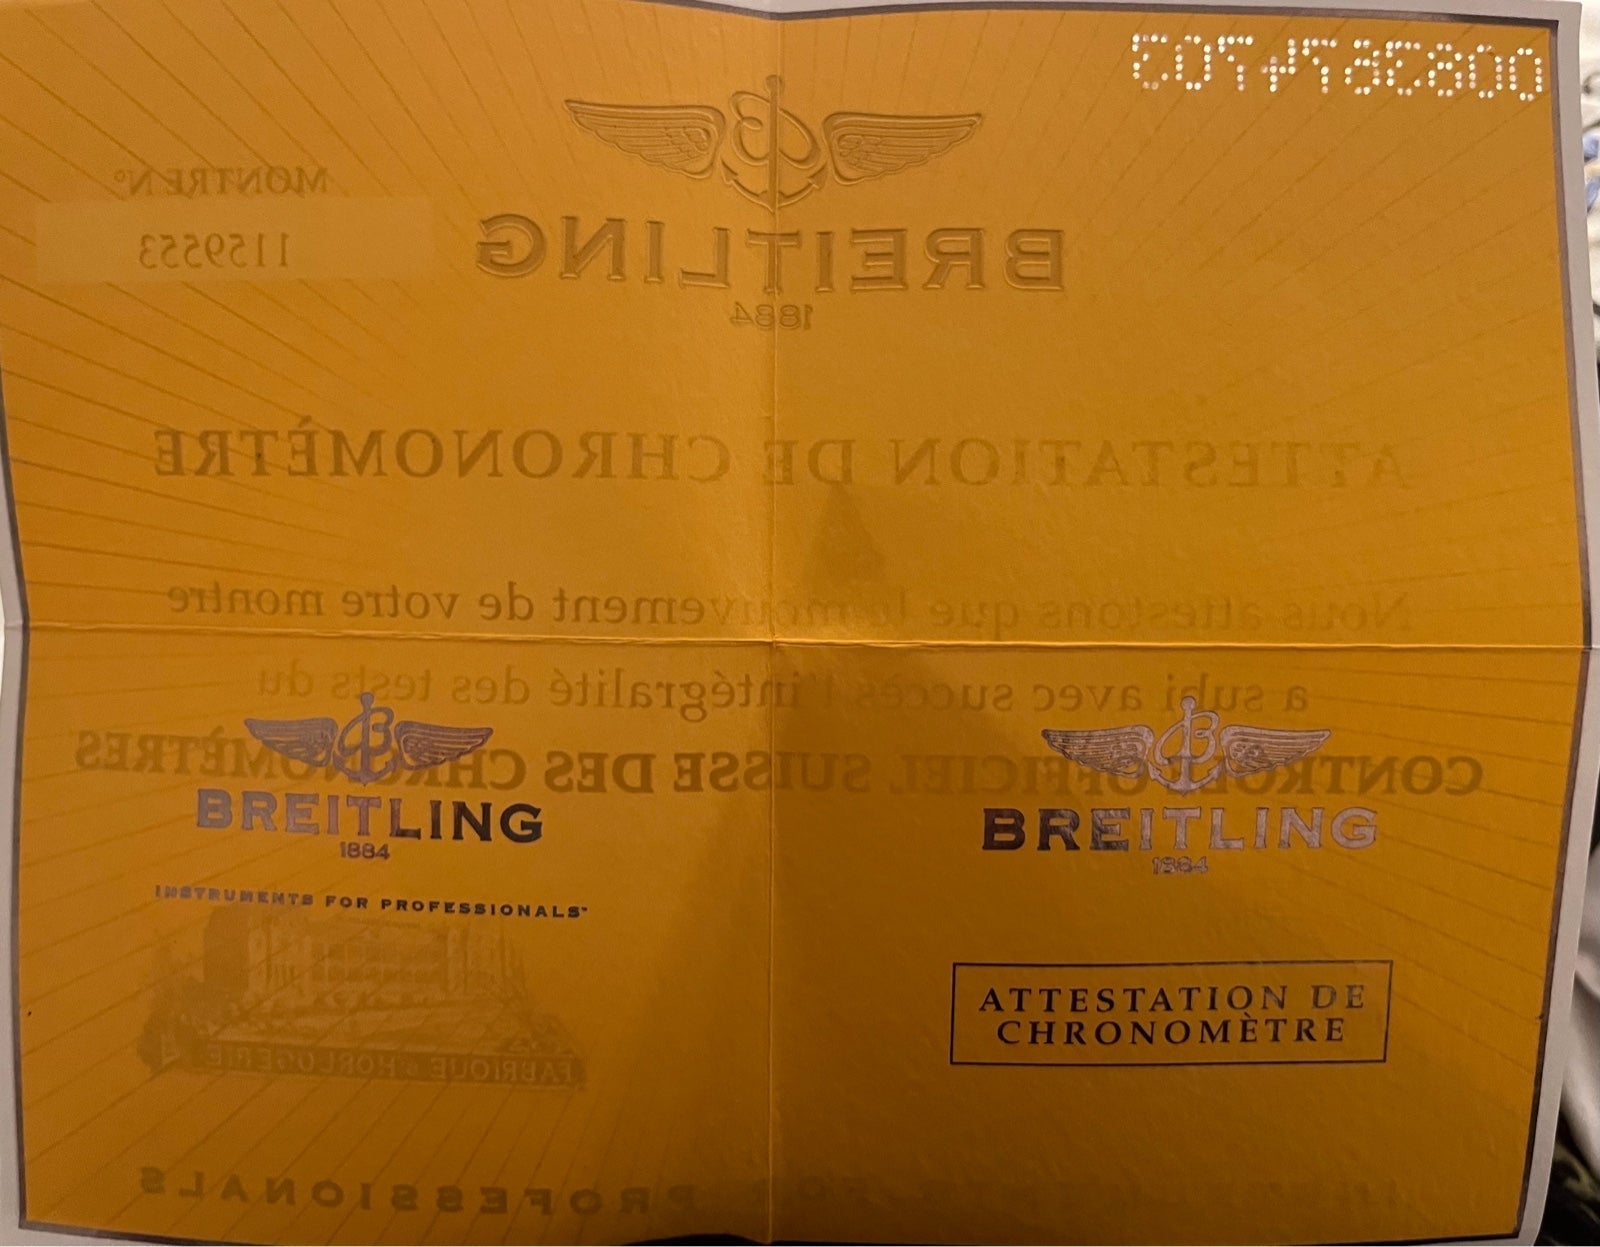 MONTRE N°
1159553
BREITLING
1884
ATTESTATION DE CHRONOMÈTRE
Nous attestons que le mouvement de votre montre
a subi avec succès l'intégralité des tests du
CONTRÔLE OFFICIEL SUISSE DES CHRONOMÈTRES
BREITLING
1884
INSTRUMENTS FOR PROFESSIONALS™
BREITLING
1884
ATTESTATION DE
CHRONOMÈTRE
FABRIQUE d'HORLOGERIE
FOR PROFESSIONALS